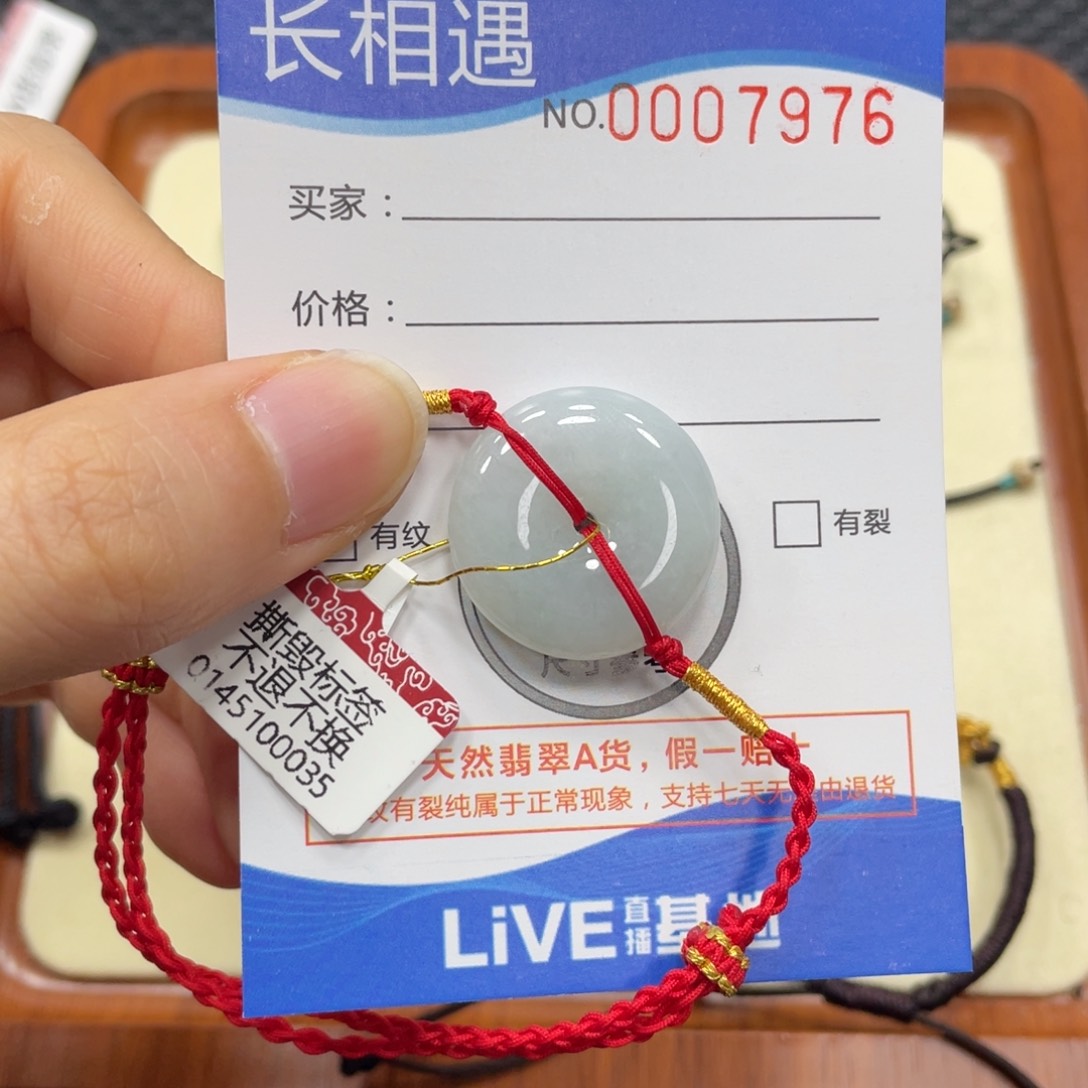 长相遇
NO.0007976
买家：
价格：
有纹
有裂
撕毁标签
不退不换
0145100035
天然翡翠A货，假一赔十
有裂纯属于正常现象，支持七天无 由退货
LiVE直播基地